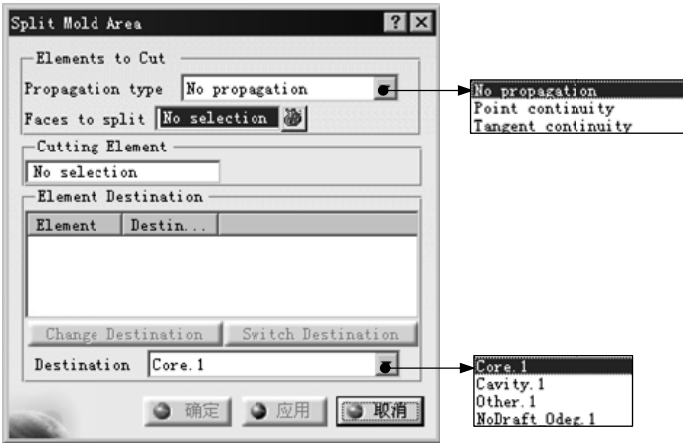 Split Mold Area
Elements to Cut
Propagation type No propagation
No propagation
Point continuity
Tangent continuity
Faces to split No selection
Cutting Element
No selection
Element Destination
Element Destin...
Change Destination Switch Destination
Destination Core.1
Core.1
Cavity.1
Other.1
NoDraft_0deg.1
确定 应用 取消